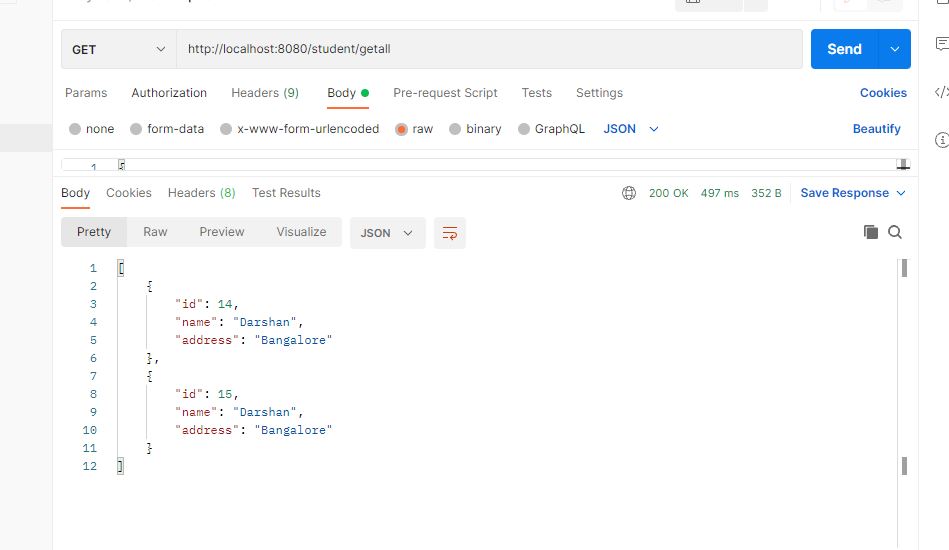 GET http://localhost:8080/student/getall Send
Params Authorization Headers (9) Body Pre-request Script Tests Settings Cookies
none form-data x-www-form-urlencoded raw binary GraphQL JSON Beautify
1 [
Body Cookies Headers (8) Test Results 200 OK 497 ms 352 B Save Response
Pretty Raw Preview Visualize JSON
1 [
2 {
3 "id": 14,
4 "name": "Darshan",
5 "address": "Bangalore"
6 },
7 {
8 "id": 15,
9 "name": "Darshan",
10 "address": "Bangalore"
11 }
12 ]